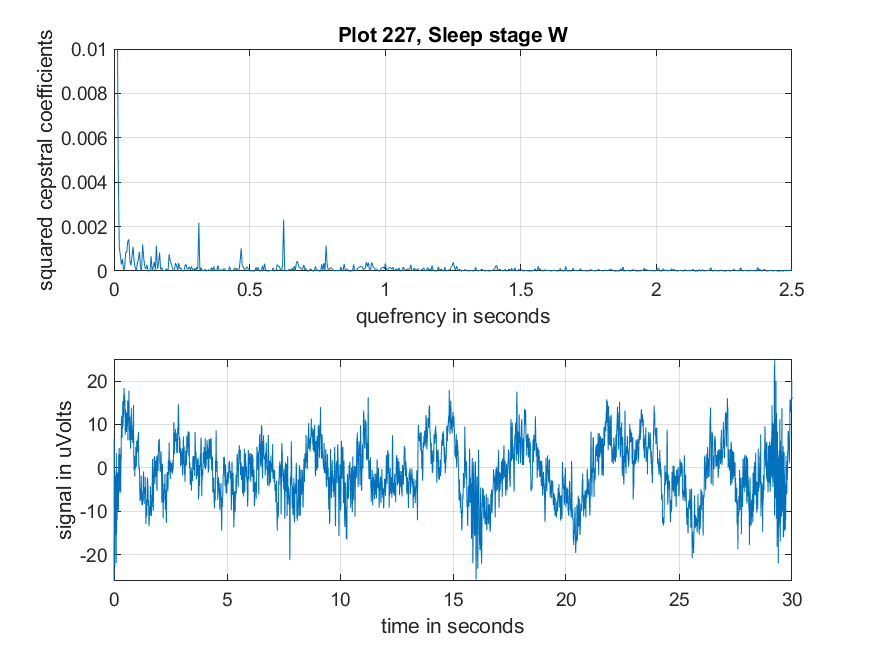 Plot 227, Sleep stage W
squared cepstral coefficients
0.01
0.008
0.006
0.004
0.002
0
0 0.5 1 1.5 2 2.5
quefrency in seconds
signal in uVolts
20
10
0
-10
-20
0 5 10 15 20 25 30
time in seconds